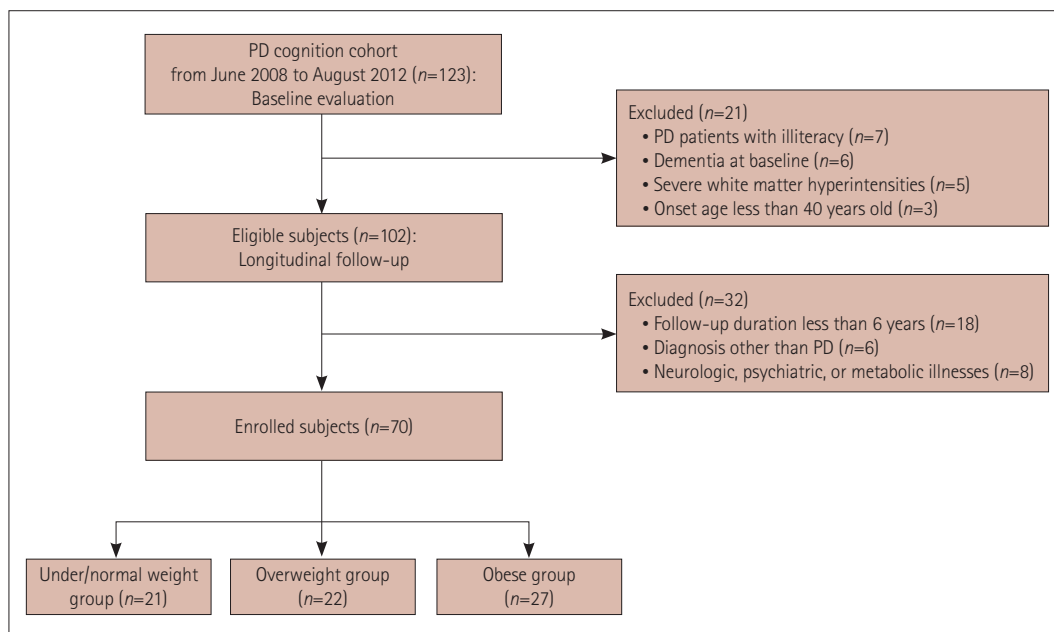 PD cognition cohort
from June 2008 to August 2012 (n=123):
Baseline evaluation
Excluded (n=21)
• PD patients with illiteracy (n=7)
• Dementia at baseline (n=6)
• Severe white matter hyperintensities (n=5)
• Onset age less than 40 years old (n=3)
Eligible subjects (n=102):
Longitudinal follow-up
Excluded (n=32)
• Follow-up duration less than 6 years (n=18)
• Diagnosis other than PD (n=6)
• Neurologic, psychiatric, or metabolic illnesses (n=8)
Enrolled subjects (n=70)
Under/normal weight
group (n=21)
Overweight group
(n=22)
Obese group
(n=27)